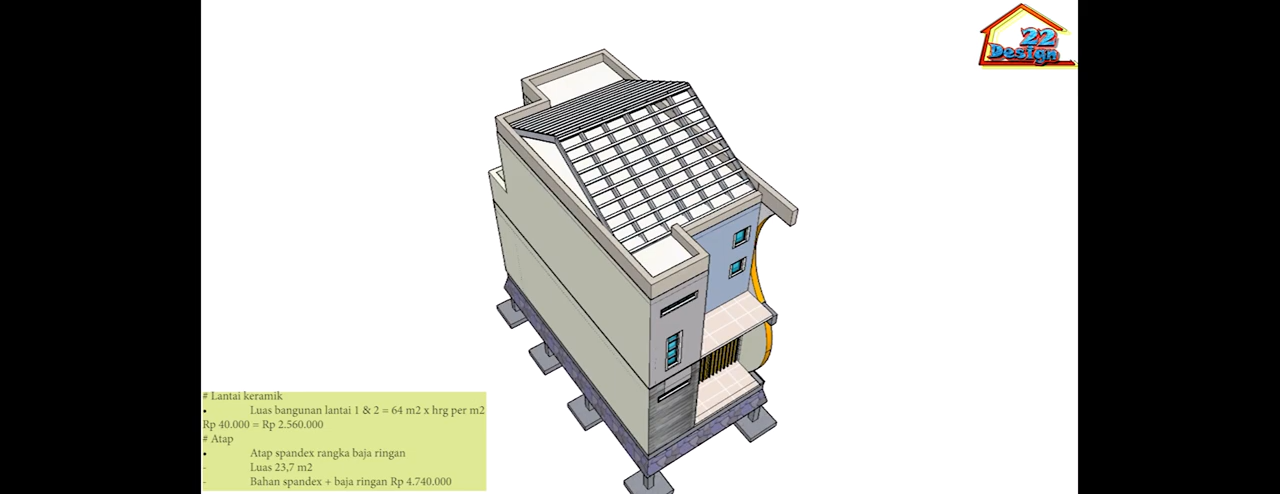 22
Design
# Lantai keramik
• Luas bangunan lantai 1 & 2 = 64 m2 x hrg per m2
Rp 40.000 = Rp 2.560.000
# Atap
• Atap spandex rangka baja ringan
- Luas 23,7 m2
- Bahan spandex + baja ringan Rp 4.740.000